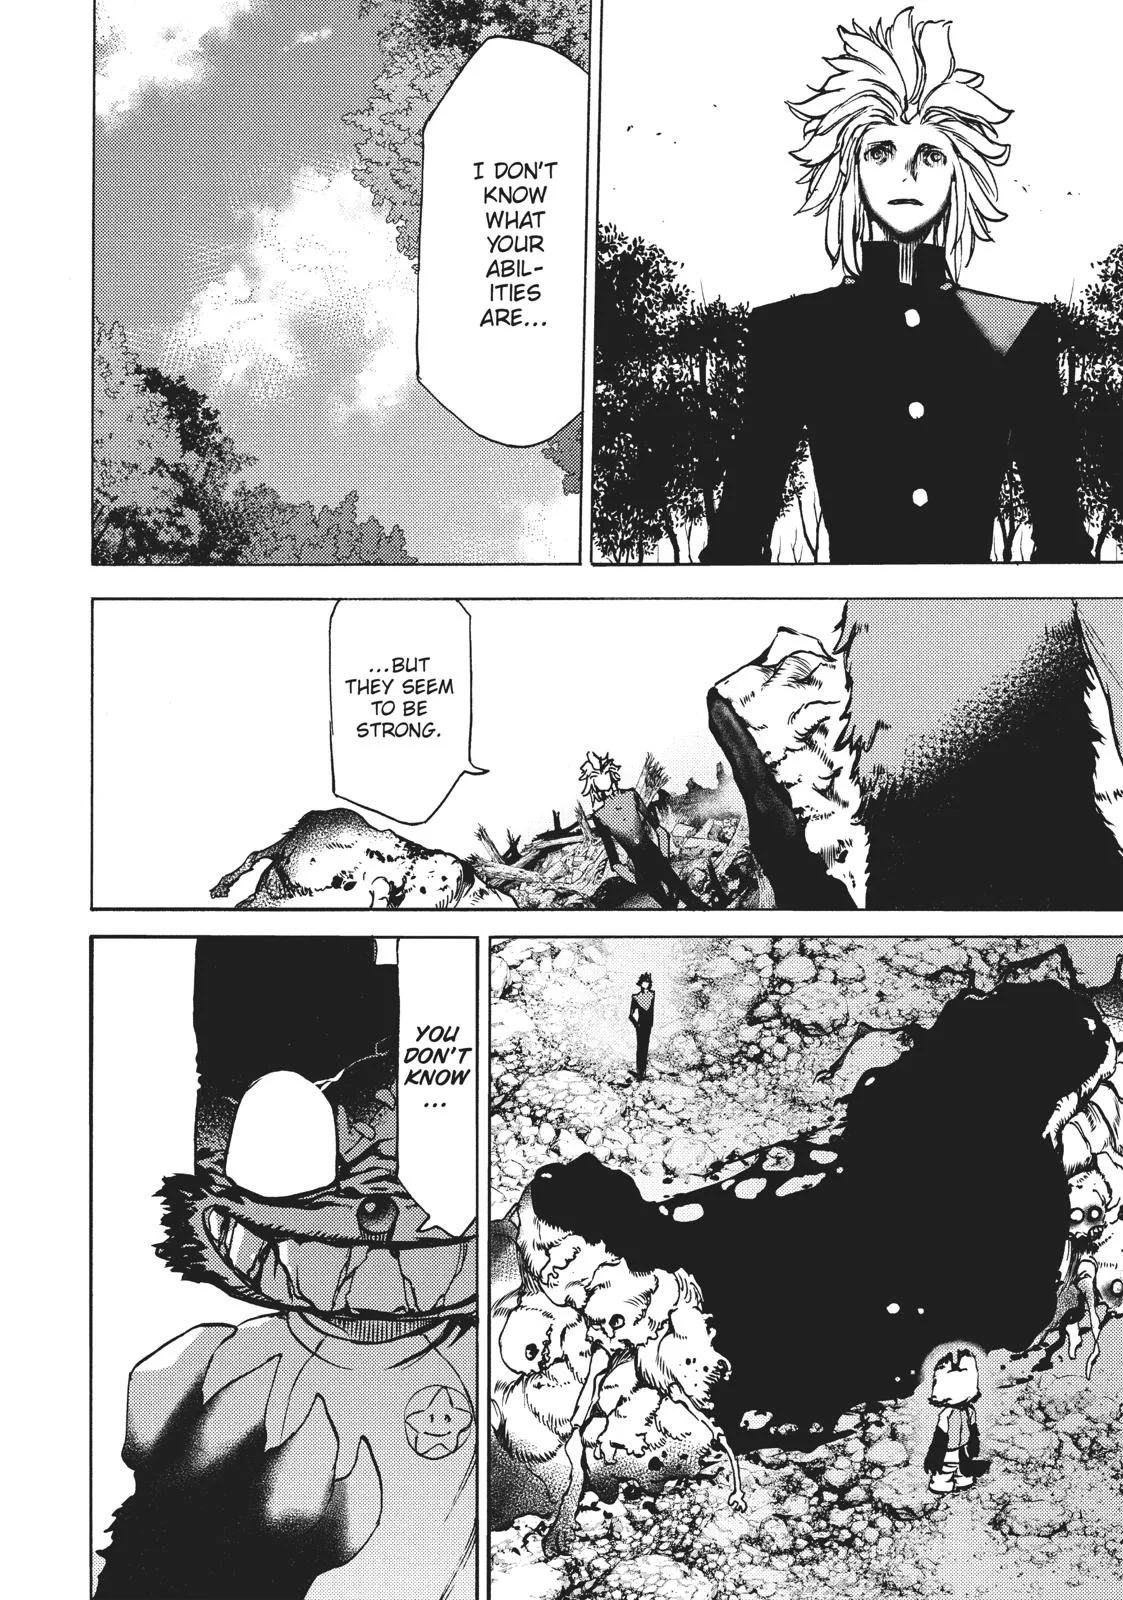 I DON'T
KNOW
WHAT
YOUR
ABIL-
ITIES
ARE...
...BUT
THEY SEEM
TO BE
STRONG.
YOU
DON'T
KNOW
...